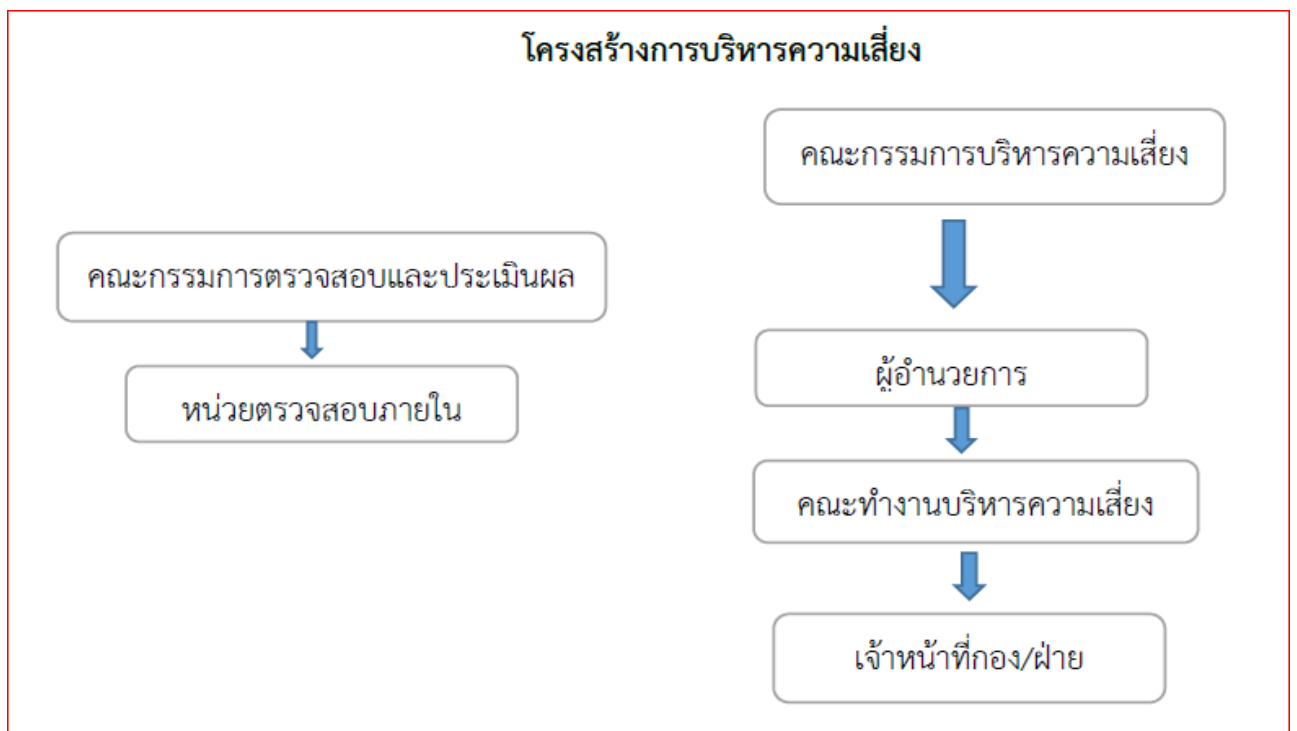 โครงสร้างการบริหารความเสี่ยง
คณะกรรมการบริหารความเสี่ยง
คณะกรรมการตรวจสอบและประเมินผล
ผู้อำนวยการ
หน่วยตรวจสอบภายใน
คณะทำงานบริหารความเสี่ยง
เจ้าหน้าที่กอง/ฝ่าย